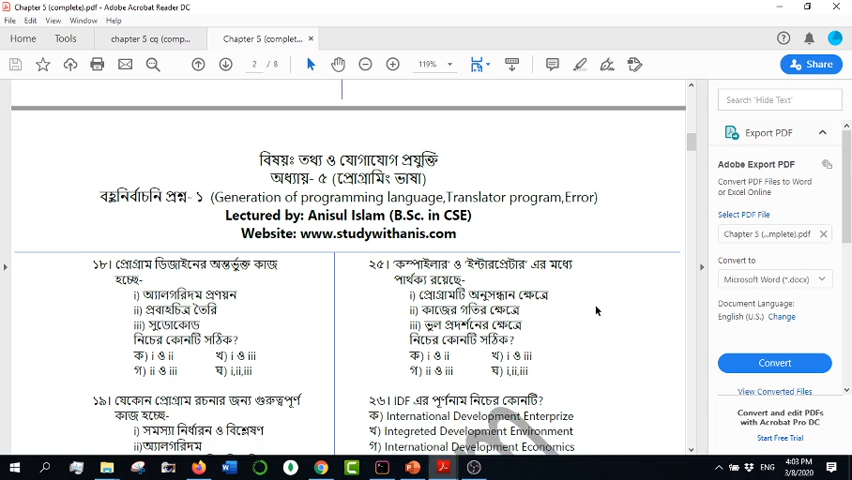 Chapter 5 (complete).pdf - Adobe Acrobat Reader DC
File Edit View Window Help
Home Tools chapter 5 cq (comp... Chapter 5 (complet... ×
2 / 8 119% Share
বিষয়ঃ তথ্য ও যোগাযোগ প্রযুক্তি
অধ্যায়- ৫ (প্রোগ্রামিং ভাষা)
বহুনির্বাচনি প্রশ্ন- ১ (Generation of programming language,Translator program,Error)
Lectured by: Anisul Islam (B.Sc. in CSE)
Website: www.studywithanis.com
১৮। প্রোগ্রাম ডিজাইনের অন্তর্ভুক্ত কাজ
হচ্ছে-
i) অ্যালগরিদম প্রণয়ন
ii) প্রবাহচিত্র তৈরি
iii) সুডোকোড
নিচের কোনটি সঠিক?
ক) i ও ii খ) i ও iii
গ) ii ও iii ঘ) i,ii,iii
১৯। যেকোন প্রোগ্রাম রচনার জন্য গুরুত্বপূর্ণ
কাজ হচ্ছে-
i) সমস্যা নির্ধারন ও বিশ্লেষণ
ii)অ্যালগরিদম
২৫। 'কম্পাইলার' ও 'ইন্টারপ্রেটার' এর মধ্যে
পার্থক্য রয়েছে-
i) প্রোগ্রামটি অনুসন্ধান ক্ষেত্রে
ii) কাজের গতির ক্ষেত্রে
iii) ভুল প্রদর্শনের ক্ষেত্রে
নিচের কোনটি সঠিক?
ক) i ও ii খ) i ও iii
গ) ii ও iii ঘ) i,ii,iii
২৬। IDF এর পূর্ণনাম নিচের কোনটি?
ক) International Development Enterprize
খ) Integreted Development Environment
গ) International Development Economics
Search 'Hide Text'
Export PDF
Adobe Export PDF
Convert PDF Files to Word
or Excel Online
Select PDF File
Chapter 5 (...mplete).pdf
Convert to
Microsoft Word (*.docx)
Document Language:
English (U.S.) Change
Convert
View Converted Files
Convert and edit PDFs
with Acrobat Pro DC
Start Free Trial
ENG 4:03 PM
3/8/2020